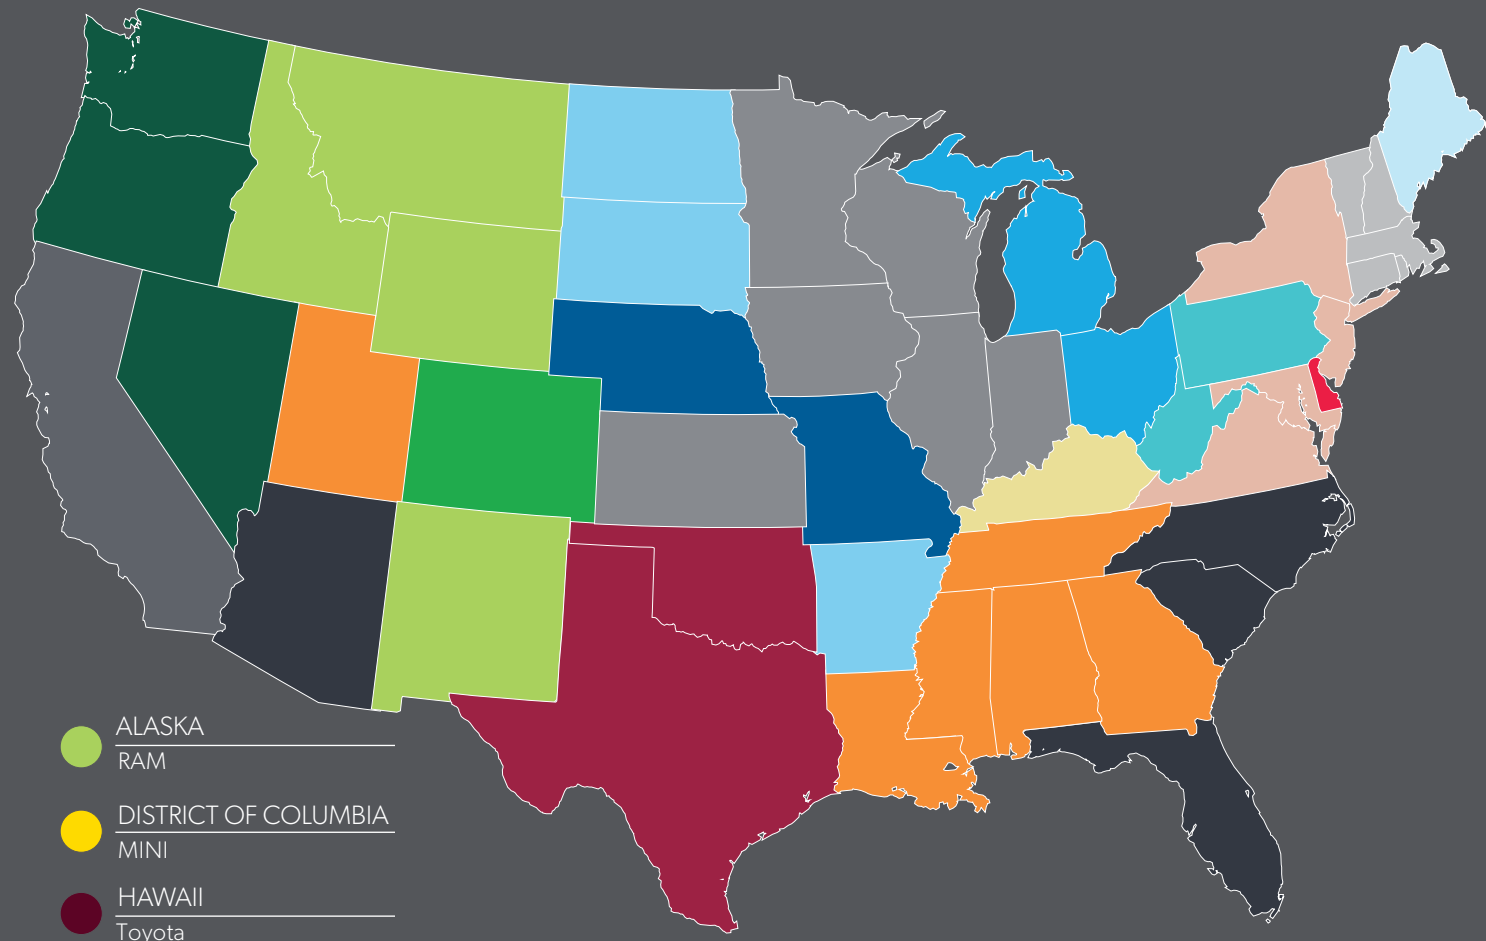 ALASKA
RAM
DISTRICT OF COLUMBIA
MINI
HAWAII
Toyota